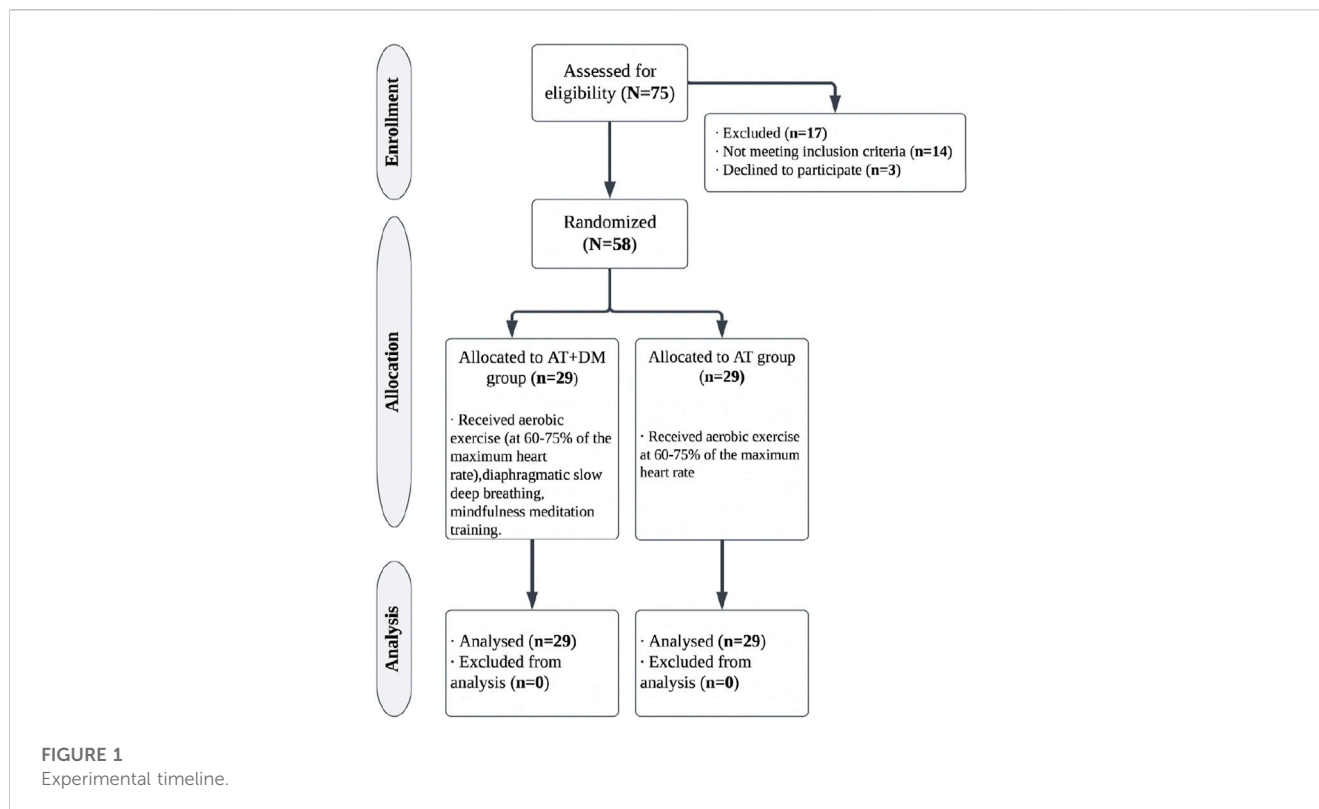 Enrollment
Assessed for
eligibility (N=75)
· Excluded (n=17)
· Not meeting inclusion criteria (n=14)
· Declined to participate (n=3)
Randomized
(N=58)
Allocation
Allocated to AT+DM
group (n=29)
· Received aerobic
exercise (at 60-75% of the
maximum heart
rate),diaphragmatic slow
deep breathing,
mindfulness meditation
training.
Allocated to AT group
(n=29)
· Received aerobic exercise
at 60-75% of the maximum
heart rate
Analysis
· Analysed (n=29)
· Excluded from
analysis (n=0)
· Analysed (n=29)
· Excluded from
analysis (n=0)
FIGURE 1
Experimental timeline.